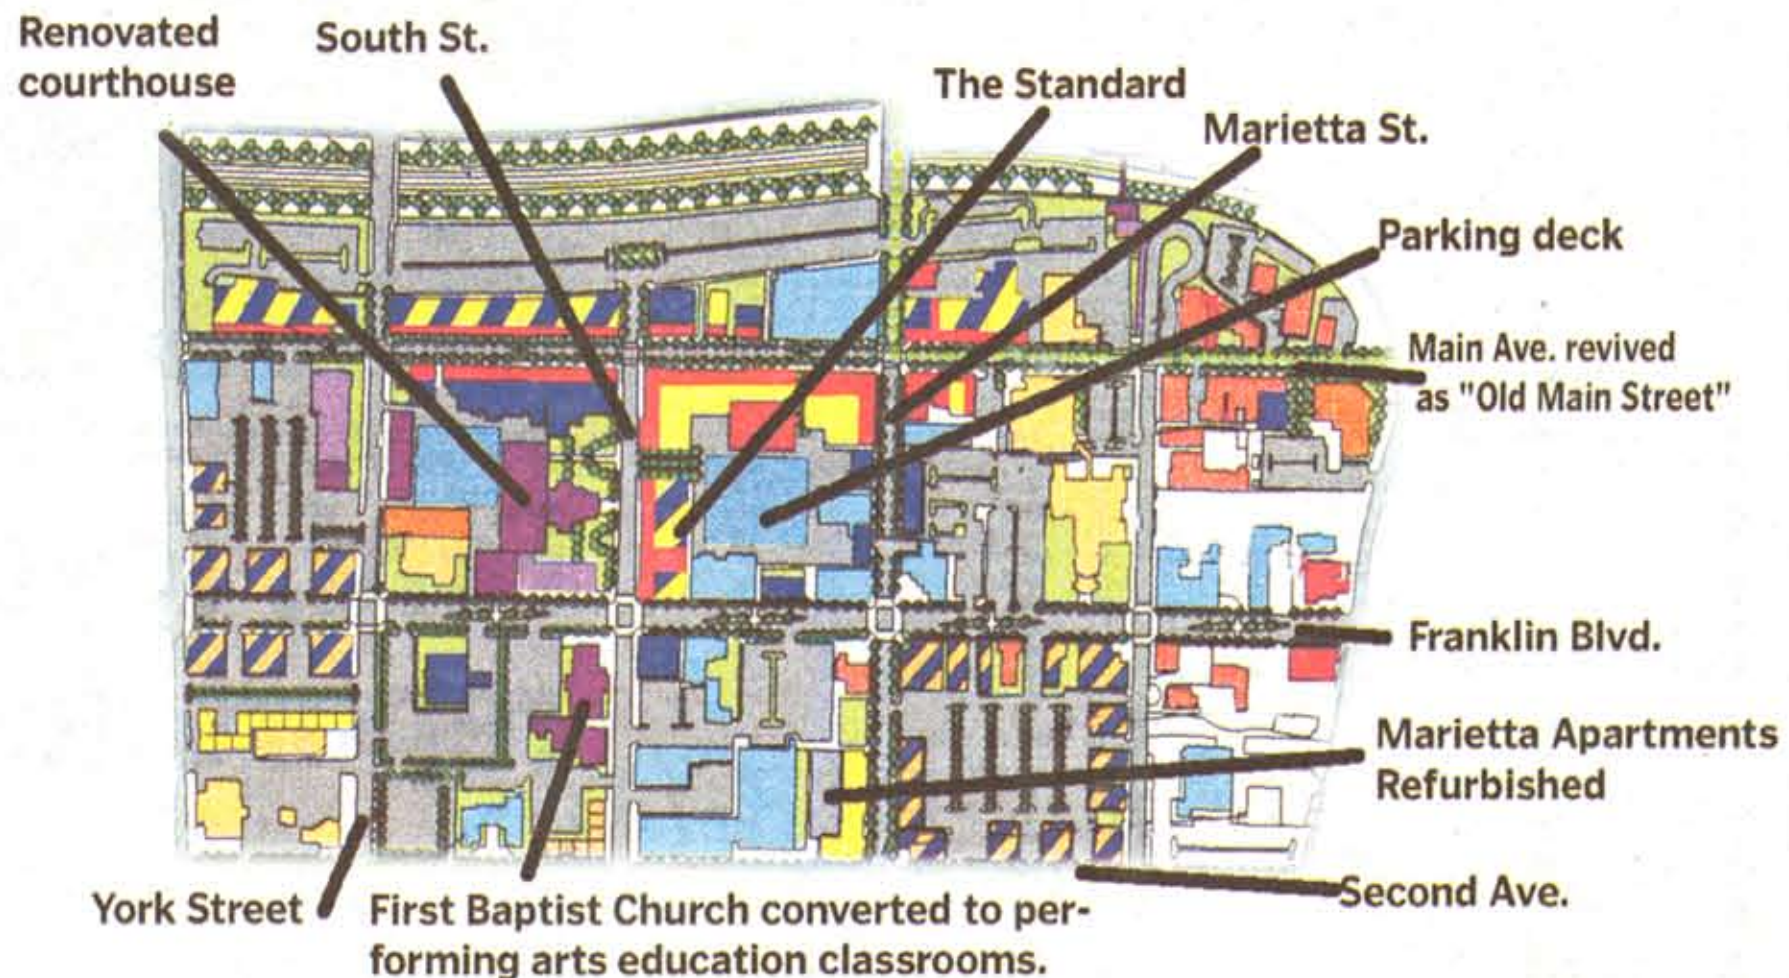 Renovated
courthouse
South St.
The Standard
Marietta St.
Parking deck
Main Ave. revived
as "Old Main Street"
Franklin Blvd.
Marietta Apartments
Refurbished
Second Ave.
York Street
First Baptist Church converted to per-
forming arts education classrooms.